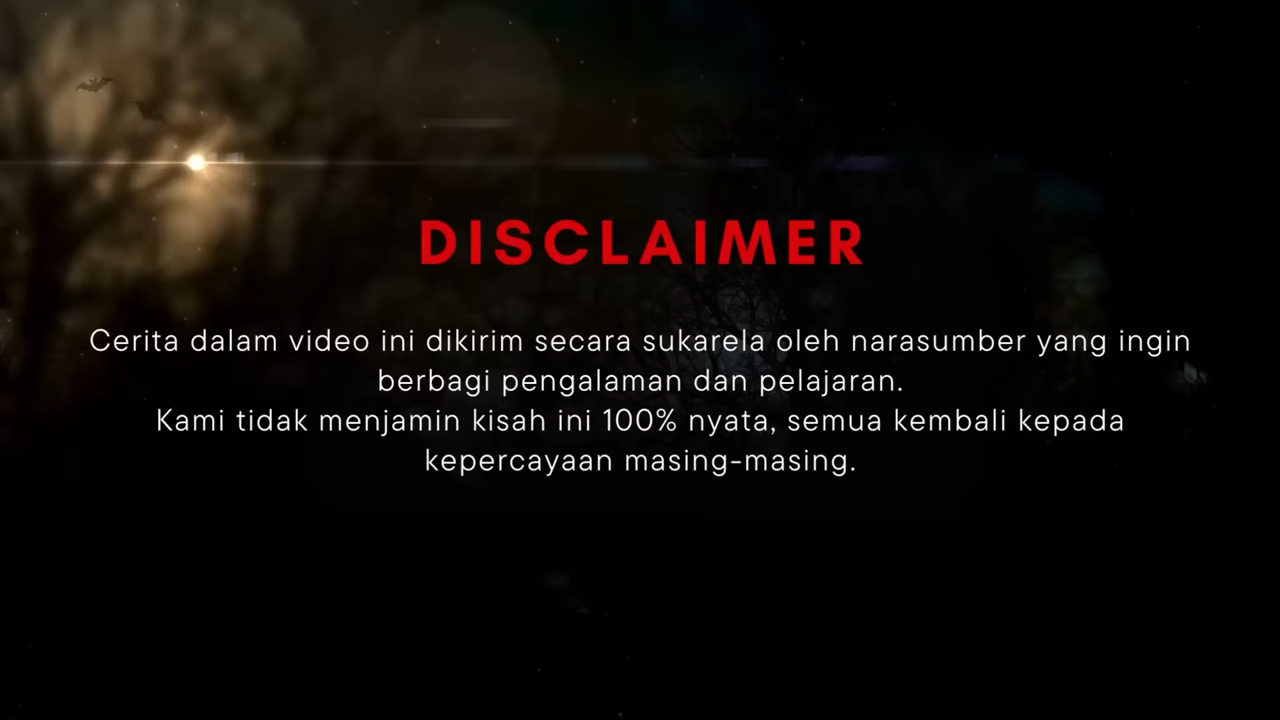 DISCLAIMER
Cerita dalam video ini dikirim secara sukarela oleh narasumber yang ingin
berbagi pengalaman dan pelajaran.
Kami tidak menjamin kisah ini 100% nyata, semua kembali kepada
kepercayaan masing-masing.